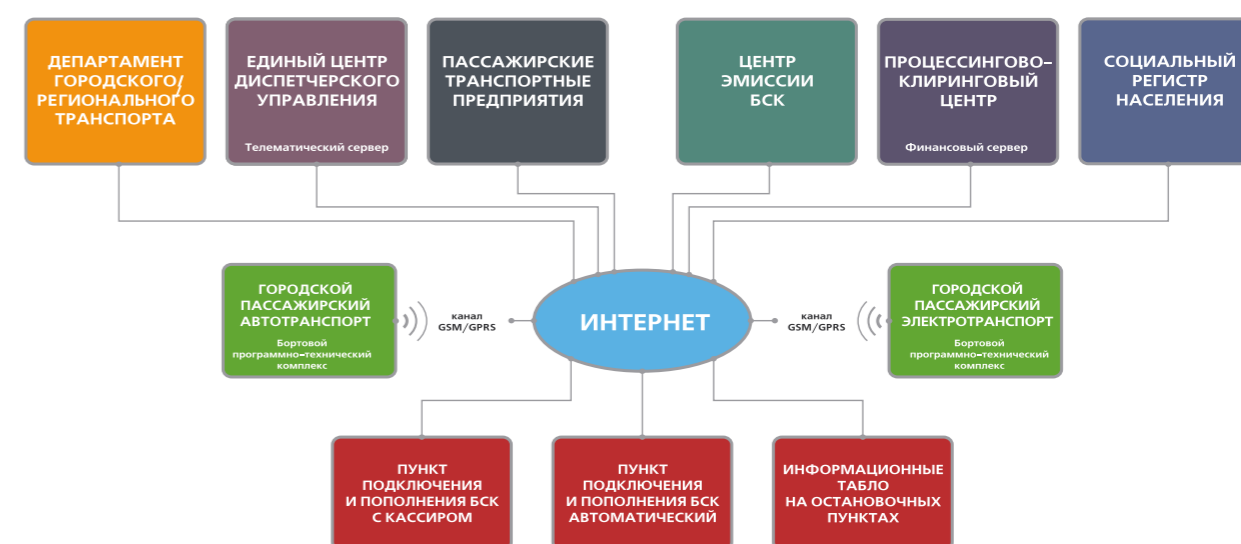 ДЕПАРТАМЕНТ
ГОРОДСКОГО/
РЕГИОНАЛЬНОГО
ТРАНСПОРТА
ЕДИНЫЙ ЦЕНТР
ДИСПЕТЧЕРСКОГО
УПРАВЛЕНИЯ
Телематический сервер
ПАССАЖИРСКИЕ
ТРАНСПОРТНЫЕ
ПРЕДПРИЯТИЯ
ЦЕНТР
ЭМИССИИ
БСК
ПРОЦЕССИНГОВО–
КЛИРИНГОВЫЙ
ЦЕНТР
Финансовый сервер
СОЦИАЛЬНЫЙ
РЕГИСТР
НАСЕЛЕНИЯ
ГОРОДСКОЙ
ПАССАЖИРСКИЙ
АВТОТРАНСПОРТ
Бортовой
программно–технический
комплекс
канал
GSM/GPRS
ИНТЕРНЕТ
канал
GSM/GPRS
ГОРОДСКОЙ
ПАССАЖИРСКИЙ
ЭЛЕКТРОТРАНСПОРТ
Бортовой
программно–технический
комплекс
ПУНКТ
ПОДКЛЮЧЕНИЯ
И ПОПОЛНЕНИЯ БСК
С КАССИРОМ
ПУНКТ
ПОДКЛЮЧЕНИЯ
И ПОПОЛНЕНИЯ БСК
АВТОМАТИЧЕСКИЙ
ИНФОРМАЦИОННЫЕ
ТАБЛО
НА ОСТАНОВОЧНЫХ
ПУНКТАХ